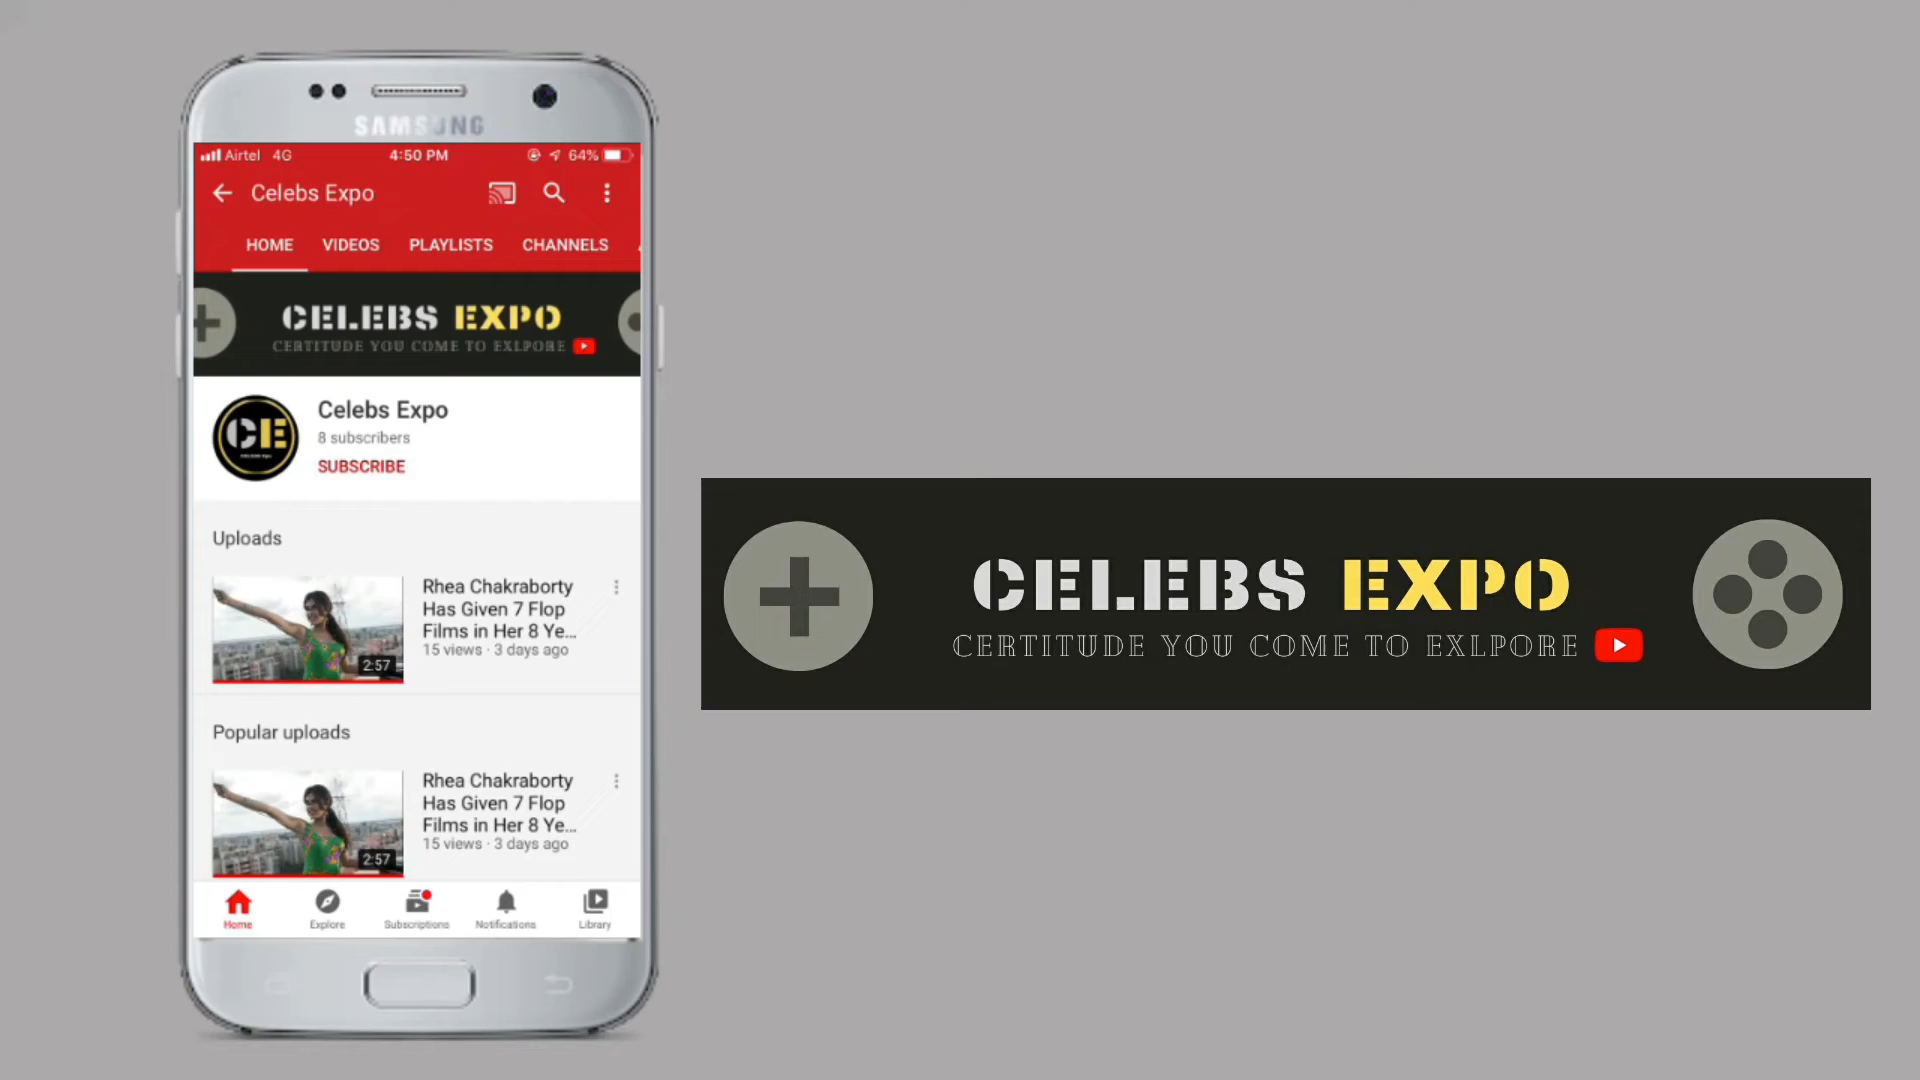 SAMSUNG
Airtel 4G 4:50 PM 64%
Celebs Expo
HOME VIDEOS PLAYLISTS CHANNELS
CELEBS EXPO
CERTITUDE YOU COME TO EXLPORE
CE
Celebs Expo
8 subscribers
SUBSCRIBE
Uploads
Rhea Chakraborty
Has Given 7 Flop
Films in Her 8 Ye...
15 views · 3 days ago
2:57
Popular uploads
Rhea Chakraborty
Has Given 7 Flop
Films in Her 8 Ye...
15 views · 3 days ago
2:57
Home Explore Subscriptions Notifications Library
CELEBS EXPO
CERTITUDE YOU COME TO EXLPORE